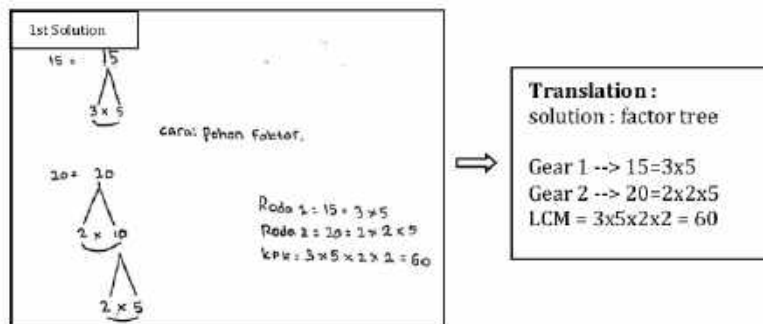 1st Solution
15 = 15
3 x 5
cara: Pohon Faktor.
20 = 20
2 x 10
2 x 5
Roda 1 = 15 = 3 x 5
Roda 2 = 20 = 2 x 2 x 5
KPK = 3 x 5 x 2 x 2 = 60
Translation :
solution : factor tree
Gear 1 --> 15=3x5
Gear 2 --> 20=2x2x5
LCM = 3x5x2x2 = 60